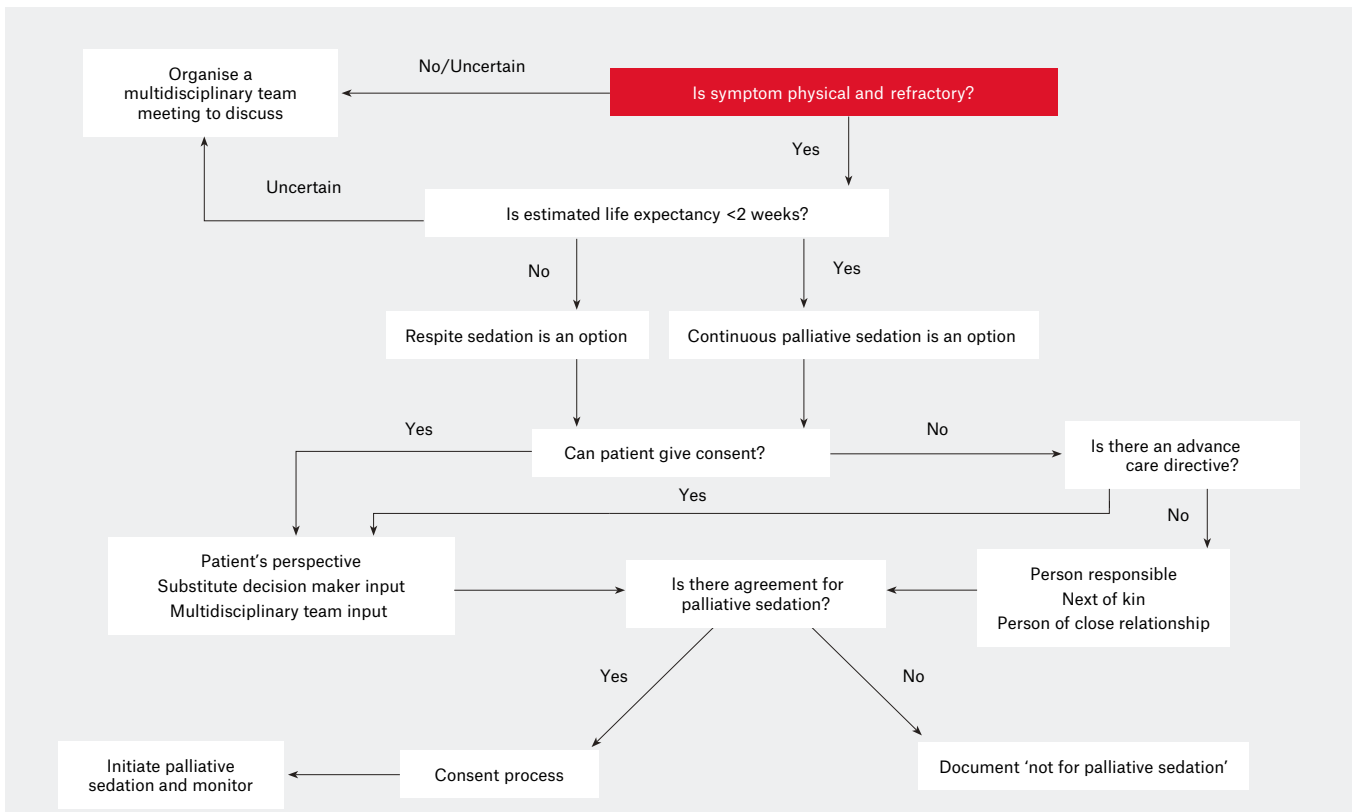 Organise a
multidisciplinary team
meeting to discuss
No/Uncertain
Is symptom physical and refractory?
Yes
Uncertain
Is estimated life expectancy <2 weeks?
No
Yes
Respite sedation is an option
Continuous palliative sedation is an option
Yes
Can patient give consent?
No
Is there an advance
care directive?
Yes
No
Patient's perspective
Substitute decision maker input
Multidisciplinary team input
Is there agreement for
palliative sedation?
Person responsible
Next of kin
Person of close relationship
Yes
No
Initiate palliative
sedation and monitor
Consent process
Document 'not for palliative sedation'